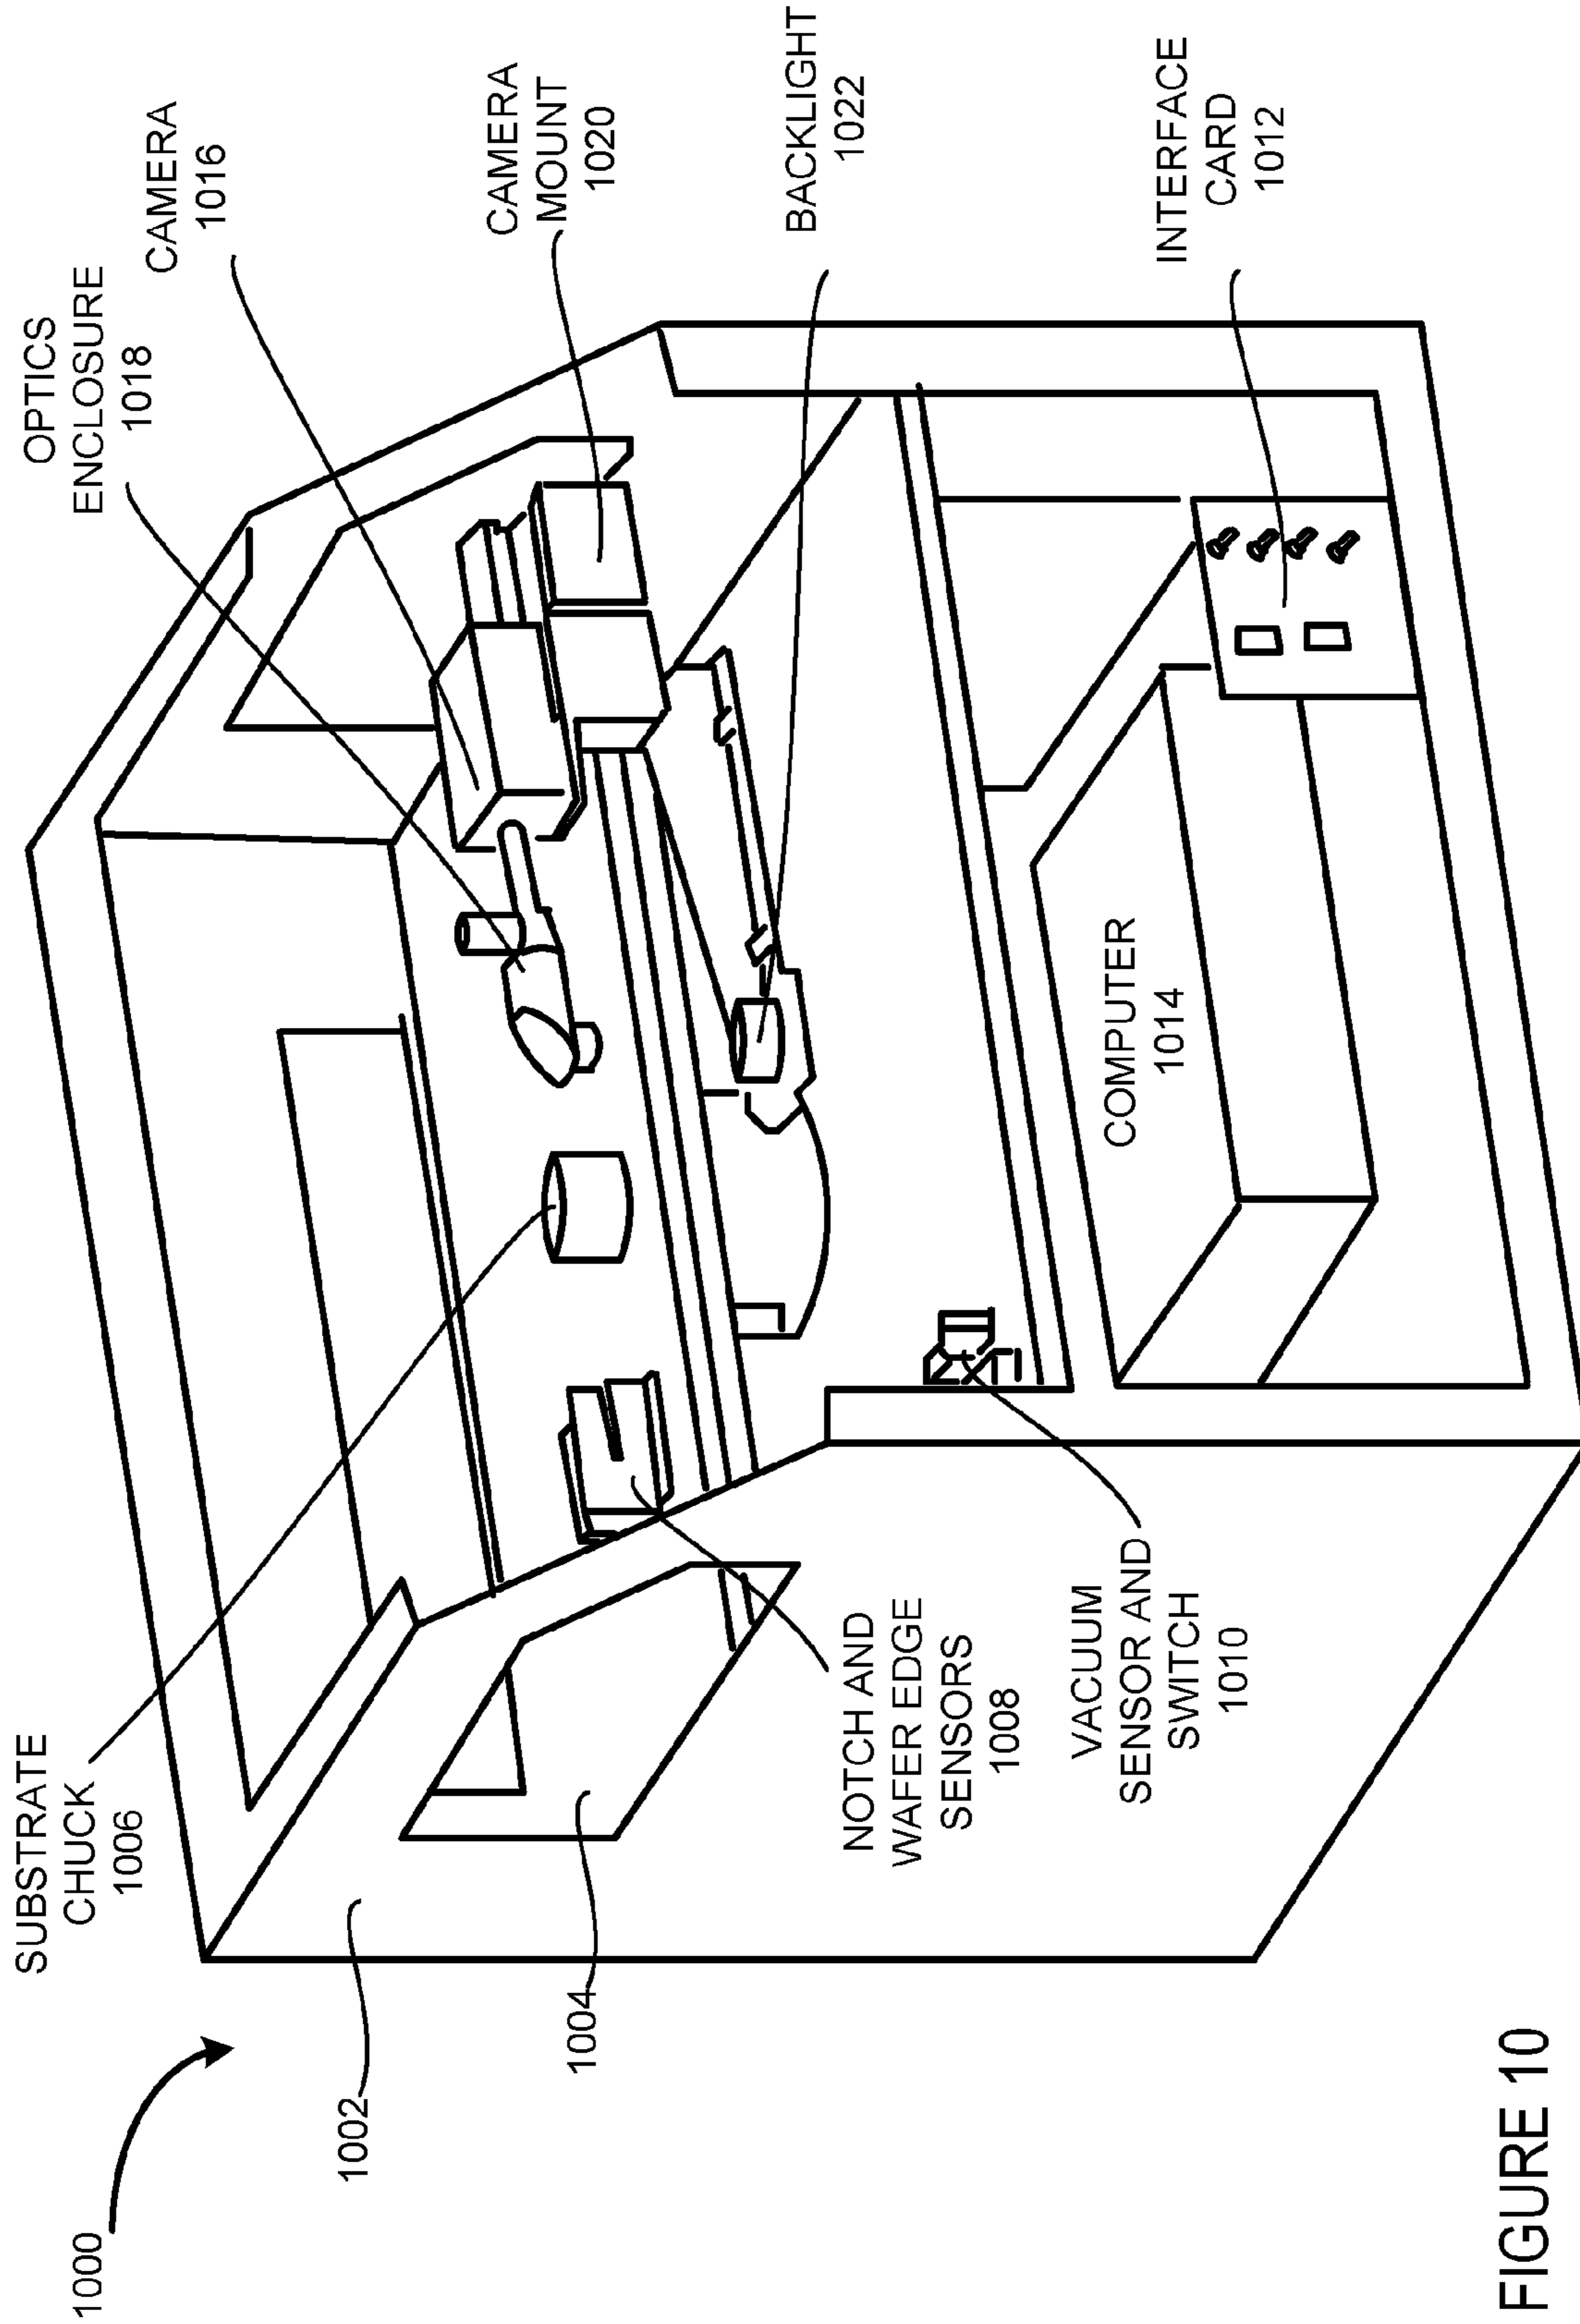 1000
1002
1004
SUBSTRATE
CHUCK
1006
OPTICS
ENCLOSURE
1018
CAMERA
1016
CAMERA
MOUNT
1020
BACKLIGHT
1022
INTERFACE
CARD
1012
COMPUTER
1014
NOTCH AND
WAFER EDGE
SENSORS
1008
VACUUM
SENSOR AND
SWITCH
1010
FIGURE 10